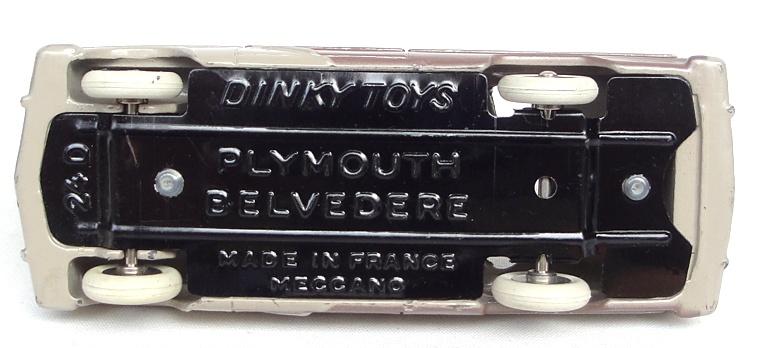 DINKY TOYS
24 D
PLYMOUTH
BELVEDERE
MADE IN FRANCE
MECCANO